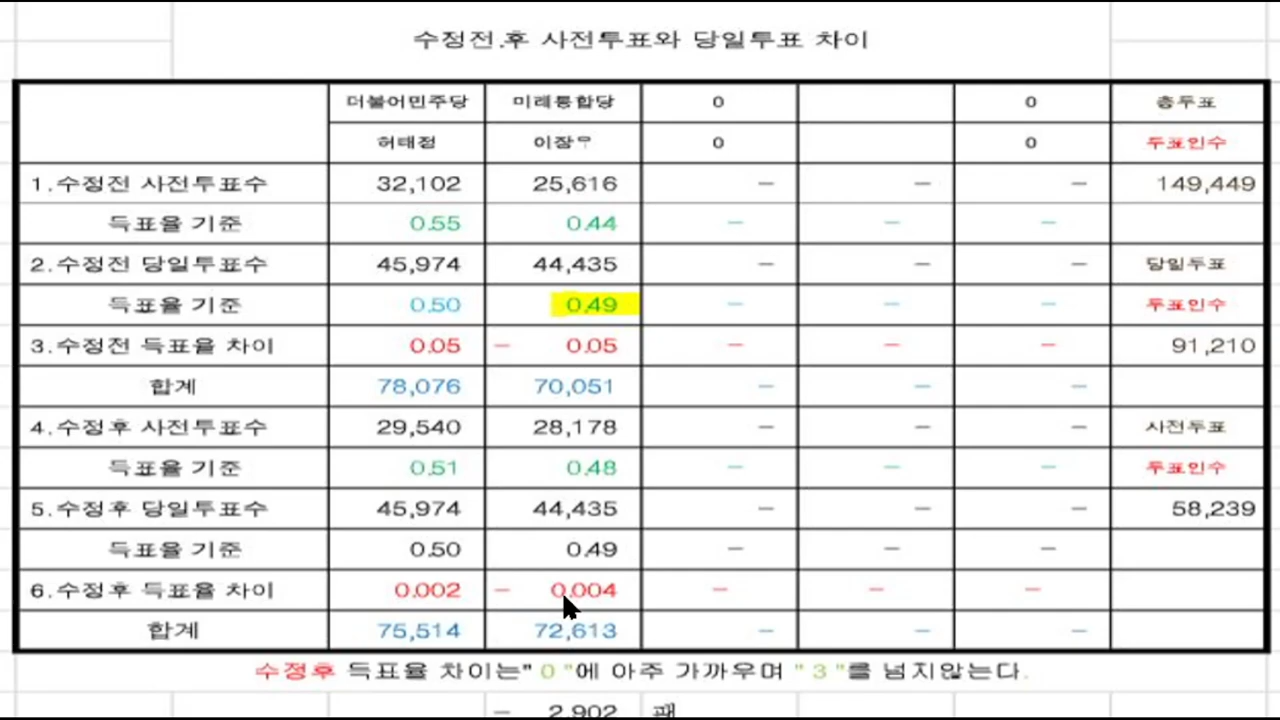 수정전.후 사전투표와 당일투표 차이
더불어민주당 미래통합당 0 0 총투표
허태정 이장우 0 0 투표인수
1.수정전 사전투표수 32,102 25,616 - - - 149,449
득표율 기준 0.55 0.44 - - -
2.수정전 당일투표수 45,974 44,435 - - 당일투표
득표율 기준 0.50 0.49 - - - 투표인수
3.수정전 득표율 차이 0.05 - 0.05 - - - 91,210
합계 78,076 70,051 - - -
4.수정후 사전투표수 29,540 28,178 - - - 사전투표
득표율 기준 0.51 0.48 - - - 투표인수
5.수정후 당일투표수 45,974 44,435 - - - 58,239
득표율 기준 0.50 0.49 - - -
6.수정후 득표율 차이 0.002 - 0.004 - - -
합계 75,514 72,613 - - -
수정후 득표율 차이는" 0 "에 아주 가까우며 " 3 "를 넘지않는다.
- 2,902 패